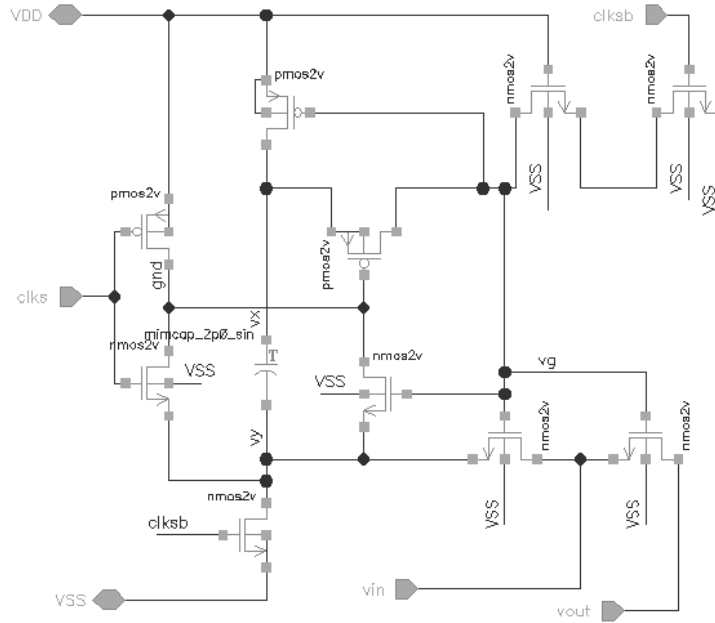 VDD
clksb
pmos2v
nmos2v
nmos2v
VSS
VSS
VSS
pmos2v
pmos2v
gnd
clks
vx
mimcap_2p0_sin
nmos2v
T
nmos2v
VSS
VSS
vg
vy
nmos2v
nmos2v
nmos2v
VSS
VSS
clksb
VSS
vin
vout